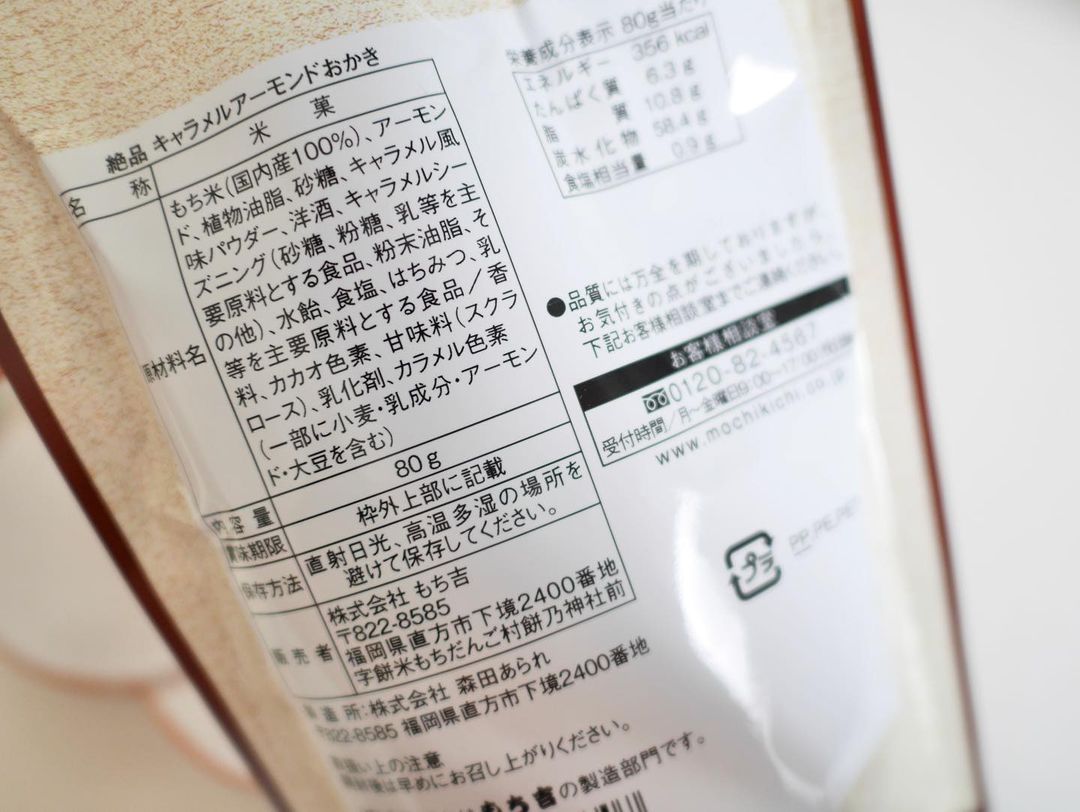 絶品 キャラメルアーモンドおかき
名 称 米 菓
原材料名 もち米(国内産100%)、アーモン
ド、植物油脂、砂糖、キャラメル風
味パウダー、洋酒、キャラメルシー
ズニング(砂糖、粉糖、乳等を主
要原料とする食品、粉末油脂、そ
の他)、水飴、食塩、はちみつ、乳
等を主要原料とする食品/香
料、カカオ色素、甘味料(スクラ
ロース)、乳化剤、カラメル色素
(一部に小麦・乳成分・アーモン
ド・大豆を含む)
内容量 80g
賞味期限 枠外上部に記載
保存方法 直射日光、高温多湿の場所を
避けて保存してください。
販売者 株式会社 もち吉
〒822-8585
福岡県直方市下境2400番地
字餅米もちだんご村餅乃神社前
製造所:株式会社 森田あられ
〒822-8585 福岡県直方市下境2400番地
取扱い上の注意
開封後は早めにお召し上がりください。
もち吉の製造部門です。
栄養成分表示 80g当たり
エネルギー 356 kcal
たんぱく質 6.3 g
脂 質 10.8 g
炭水化物 58.4 g
食塩相当量 0.9 g
●品質には万全を期しておりますが、
お気付きの点がございましたら、
下記お客様相談室までご連絡ください。
お客様相談室
0120-82-4587
受付時間/月〜金曜日9:00〜17:00
www.mochikichi.co.jp
プラ
PP,PE,PET